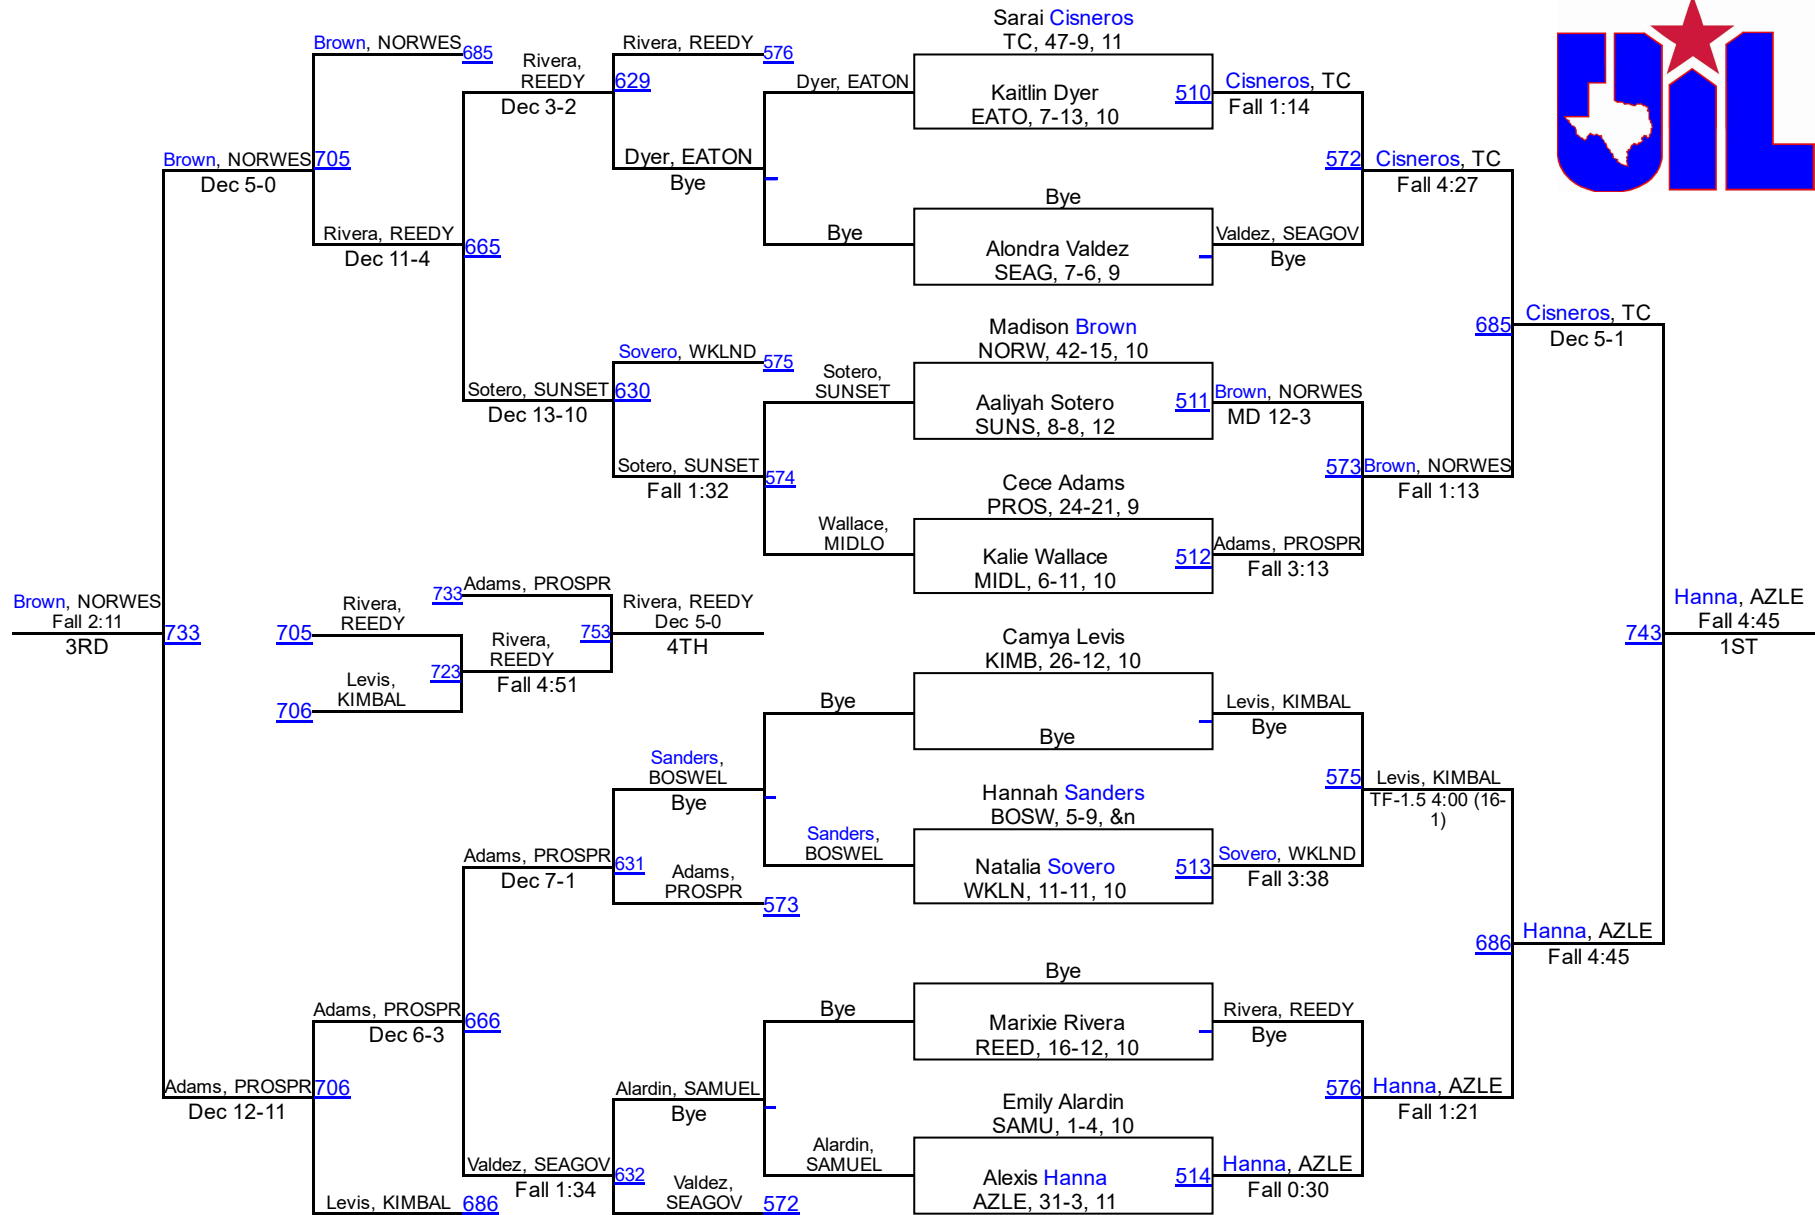 Sarai Cisneros
TC, 47-9, 11
Kaitlin Dyer
EATO, 7-13, 10
510
Bye
Alondra Valdez
SEAG, 7-6, 9
Madison Brown
NORW, 42-15, 10
Aaliyah Sotero
SUNS, 8-8, 12
511
Cece Adams
PROS, 24-21, 9
Kalie Wallace
MIDL, 6-11, 10
512
Camya Levis
KIMB, 26-12, 10
Bye
Hannah Sanders
BOSW, 5-9, &n
Natalia Sovero
WKLN, 11-11, 10
513
Bye
Marixie Rivera
REED, 16-12, 10
Emily Alardin
SAMU, 1-4, 10
Alexis Hanna
AZLE, 31-3, 11
514
Cisneros, TC
Fall 1:14
572
Valdez, SEAGOV
Bye
Brown, NORWES
MD 12-3
573
Adams, PROSPR
Fall 3:13
Levis, KIMBAL
Bye
575
Sovero, WKLND
Fall 3:38
Rivera, REEDY
Bye
576
Hanna, AZLE
Fall 0:30
Cisneros, TC
Fall 4:27
685
Brown, NORWES
Fall 1:13
Levis, KIMBAL
TF-1.5 4:00 (16-
1)
686
Hanna, AZLE
Fall 1:21
Cisneros, TC
Dec 5-1
743
Hanna, AZLE
Fall 4:45
Hanna, AZLE
Fall 4:45
1ST
UIL
Dyer, EATON
Bye
Sotero,
SUNSET
574
Wallace,
MIDLO
Bye
Sanders,
BOSWEL
Bye
Alardin,
SAMUEL
Rivera, REEDY
576
629
Dyer, EATON
Bye
Sovero, WKLND
575
630
Sotero, SUNSET
Fall 1:32
Sanders,
BOSWEL
Bye
631
Adams,
PROSPR
573
Alardin, SAMUEL
Bye
632
Valdez,
SEAGOV
572
Rivera,
REEDY
Dec 3-2
665
Sotero, SUNSET
Dec 13-10
Adams, PROSPR
Dec 7-1
666
Valdez, SEAGOV
Fall 1:34
Brown, NORWES
685
705
Rivera, REEDY
Dec 11-4
Adams, PROSPR
Dec 6-3
706
Levis, KIMBAL
686
Brown, NORWES
Dec 5-0
733
Adams, PROSPR
Dec 12-11
Brown, NORWES
Fall 2:11
3RD
733
Adams, PROSPR
705
Rivera,
REEDY
723
706
Levis,
KIMBAL
Rivera,
REEDY
Fall 4:51
753
Rivera, REEDY
Dec 5-0
4TH